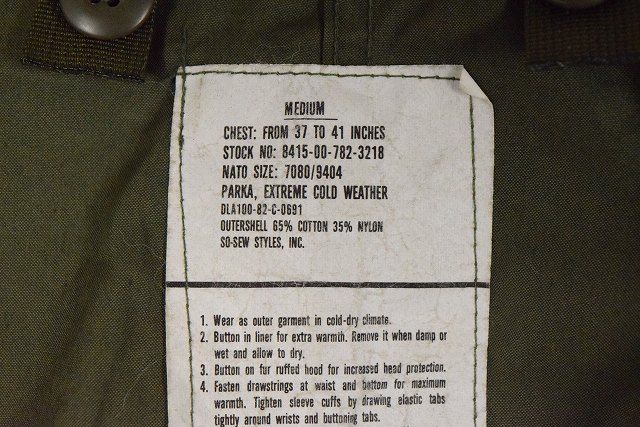 MEDIUM
CHEST: FROM 37 TO 41 INCHES
STOCK NO: 8415-00-782-3218
NATO SIZE: 7080/9404
PARKA, EXTREME COLD WEATHER
DLA100-82-C-0691
OUTERSHELL 65% COTTON 35% NYLON
SO-SEW STYLES, INC.
1. Wear as outer garment in cold-dry climate.
2. Button in liner for extra warmth. Remove it when damp or
wet and allow to dry.
3. Button on fur ruffed hood for increased head protection.
4. Fasten drawstrings at waist and bottom for maximum
warmth. Tighten sleeve cuffs by drawing elastic tabs
tightly around wrists and buttoning tabs.